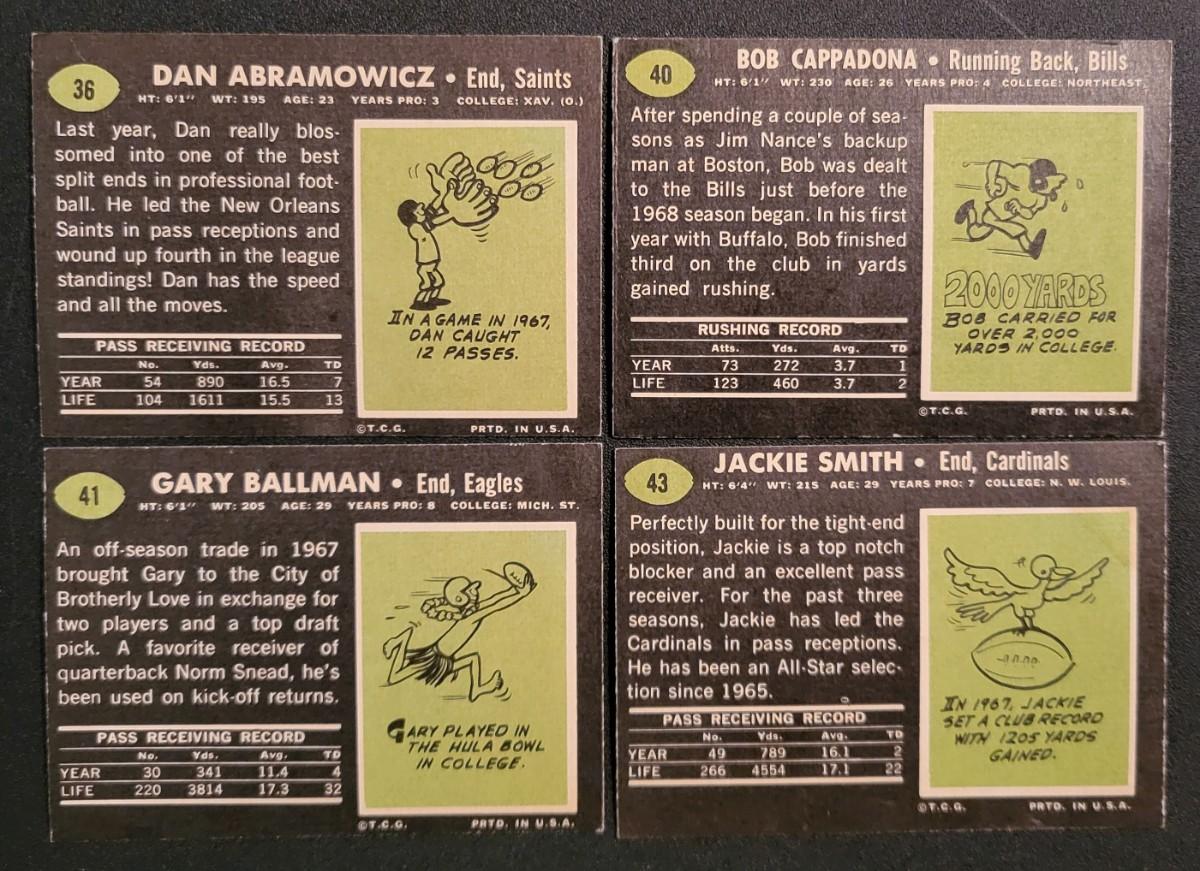 36
DAN ABRAMOWICZ • End, Saints
HT: 6'1" WT: 195 AGE: 23 YEARS PRO: 3 COLLEGE: XAV. (O.)
Last year, Dan really blos-
somed into one of the best
split ends in professional foot-
ball. He led the New Orleans
Saints in pass receptions and
wound up fourth in the league
standings! Dan has the speed
and all the moves.
PASS RECEIVING RECORD
No. Yds. Avg. TD
YEAR 54 890 16.5 7
LIFE 104 1611 15.5 13
IN A GAME IN 1967,
DAN CAUGHT
12 PASSES.
©T.C.G. PRTD. IN U.S.A.
40
BOB CAPPADONA • Running Back, Bills
HT: 6'1" WT: 230 AGE: 26 YEARS PRO: 4 COLLEGE: NORTHEAST.
After spending a couple of sea-
sons as Jim Nance's backup
man at Boston, Bob was dealt
to the Bills just before the
1968 season began. In his first
year with Buffalo, Bob finished
third on the club in yards
gained rushing.
RUSHING RECORD
Atts. Yds. Avg. TD
YEAR 73 272 3.7 1
LIFE 123 460 3.7 2
2000 YARDS
BOB CARRIED FOR
OVER 2,000
YARDS IN COLLEGE.
©T.C.G. PRTD. IN U.S.A.
41
GARY BALLMAN • End, Eagles
HT: 6'1" WT: 205 AGE: 29 YEARS PRO: 8 COLLEGE: MICH. ST.
An off-season trade in 1967
brought Gary to the City of
Brotherly Love in exchange for
two players and a top draft
pick. A favorite receiver of
quarterback Norm Snead, he's
been used on kick-off returns.
PASS RECEIVING RECORD
No. Yds. Avg. TD
YEAR 30 341 11.4 4
LIFE 220 3814 17.3 32
GARY PLAYED IN
THE HULA BOWL
IN COLLEGE.
©T.C.G. PRTD. IN U.S.A.
43
JACKIE SMITH • End, Cardinals
HT: 6'4" WT: 215 AGE: 29 YEARS PRO: 7 COLLEGE: N. W. LOUIS.
Perfectly built for the tight-end
position, Jackie is a top notch
blocker and an excellent pass
receiver. For the past three
seasons, Jackie has led the
Cardinals in pass receptions.
He has been an All-Star selec-
tion since 1965.
PASS RECEIVING RECORD
No. Yds. Avg. TD
YEAR 49 789 16.1 2
LIFE 266 4554 17.1 22
IN 1967, JACKIE
SET A CLUB RECORD
WITH 1205 YARDS
GAINED.
©T.C.G. PRTD. IN U.S.A.